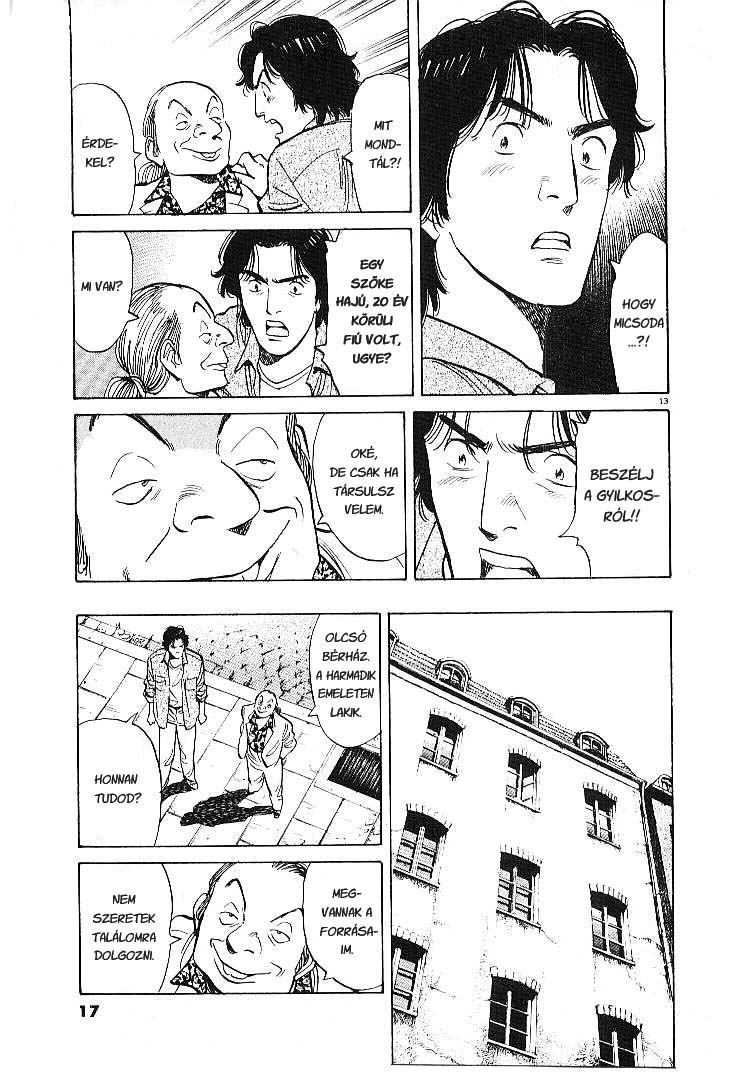 HOGY
MICSODA
...?!
MIT
MOND-
TÁL?!
ÉRDE-
KEL?
EGY
SZŐKE
HAJÚ, 20 ÉV
KÖRÜLI
FIÚ VOLT,
UGYE?
MI VAN?
13
BESZÉLJ
A GYILKOS-
RÓL!!
OKÉ,
DE CSAK HA
TÁRSULSZ
VELEM.
OLCSÓ
BÉRHÁZ.
A HARMADIK
EMELETEN
LAKIK.
HONNAN
TUDOD?
MEG-
VANNAK A
FORRÁSA-
IM.
NEM
SZERETEK
TALÁLOMRA
DOLGOZNI.
17